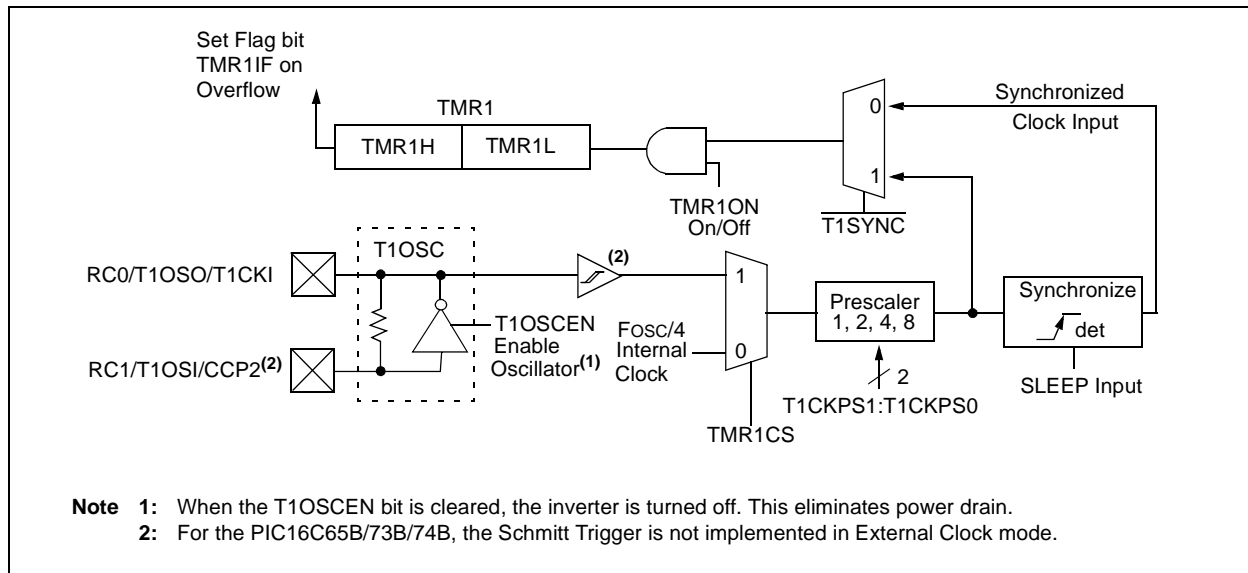 Set Flag bit
TMR1IF on
Overflow
TMR1
TMR1H
TMR1L
TMR1ON
On/Off
0
1
T1SYNC
Synchronized
Clock Input
T1OSC
RC0/T1OSO/T1CKI
(2)
1
0
Prescaler
1, 2, 4, 8
Synchronize
det
T1OSCEN
Enable
Oscillator(1)
FOSC/4
Internal
Clock
RC1/T1OSI/CCP2(2)
2
T1CKPS1:T1CKPS0
SLEEP Input
TMR1CS
Note 1: When the T1OSCEN bit is cleared, the inverter is turned off. This eliminates power drain.
2: For the PIC16C65B/73B/74B, the Schmitt Trigger is not implemented in External Clock mode.